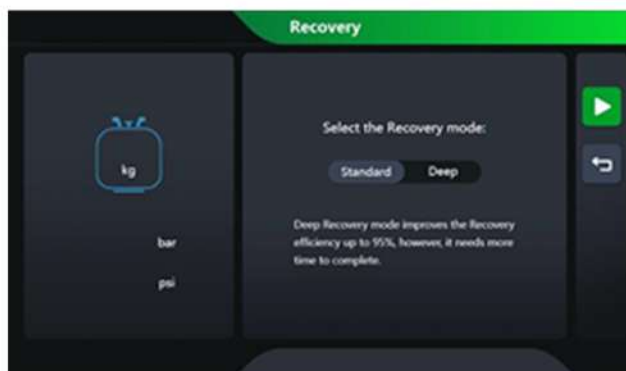 Recovery
kg
bar
psi
Select the Recovery mode:
Standard Deep
Deep Recovery mode improves the Recovery
efficiency up to 95%, however, it needs more
time to complete.